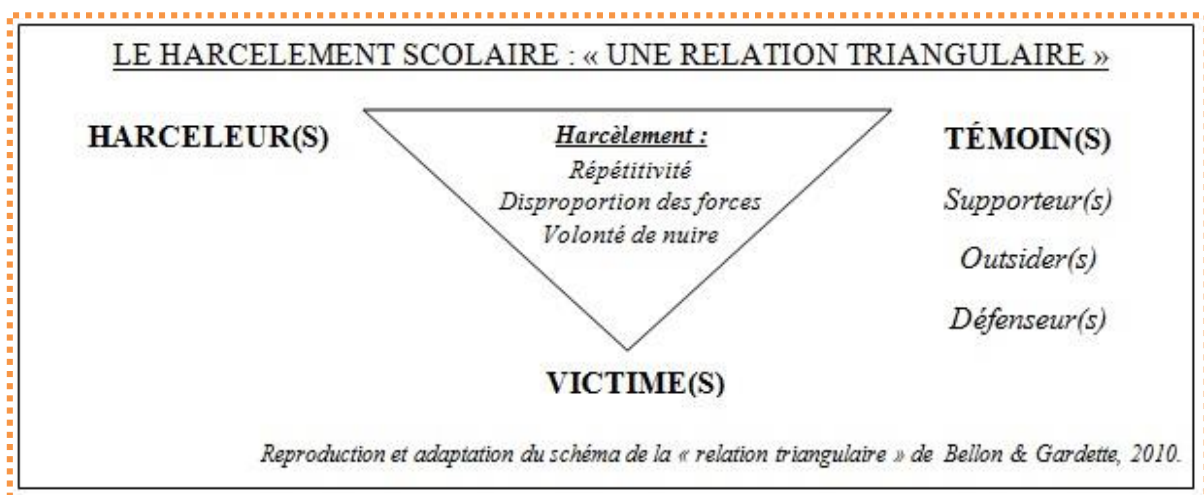 LE HARCELEMENT SCOLAIRE : « UNE RELATION TRIANGULAIRE »
HARCELEUR(S)
Harcèlement :
Répétitivité
Disproportion des forces
Volonté de nuire
TÉMOIN(S)
Supporteur(s)
Outsider(s)
Défenseur(s)
VICTIME(S)
Reproduction et adaptation du schéma de la « relation triangulaire » de Bellon & Gardette, 2010.